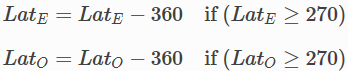 Lat_E = Lat_E − 360 if (Lat_E ≥ 270)
Lat_O = Lat_O − 360 if (Lat_O ≥ 270)